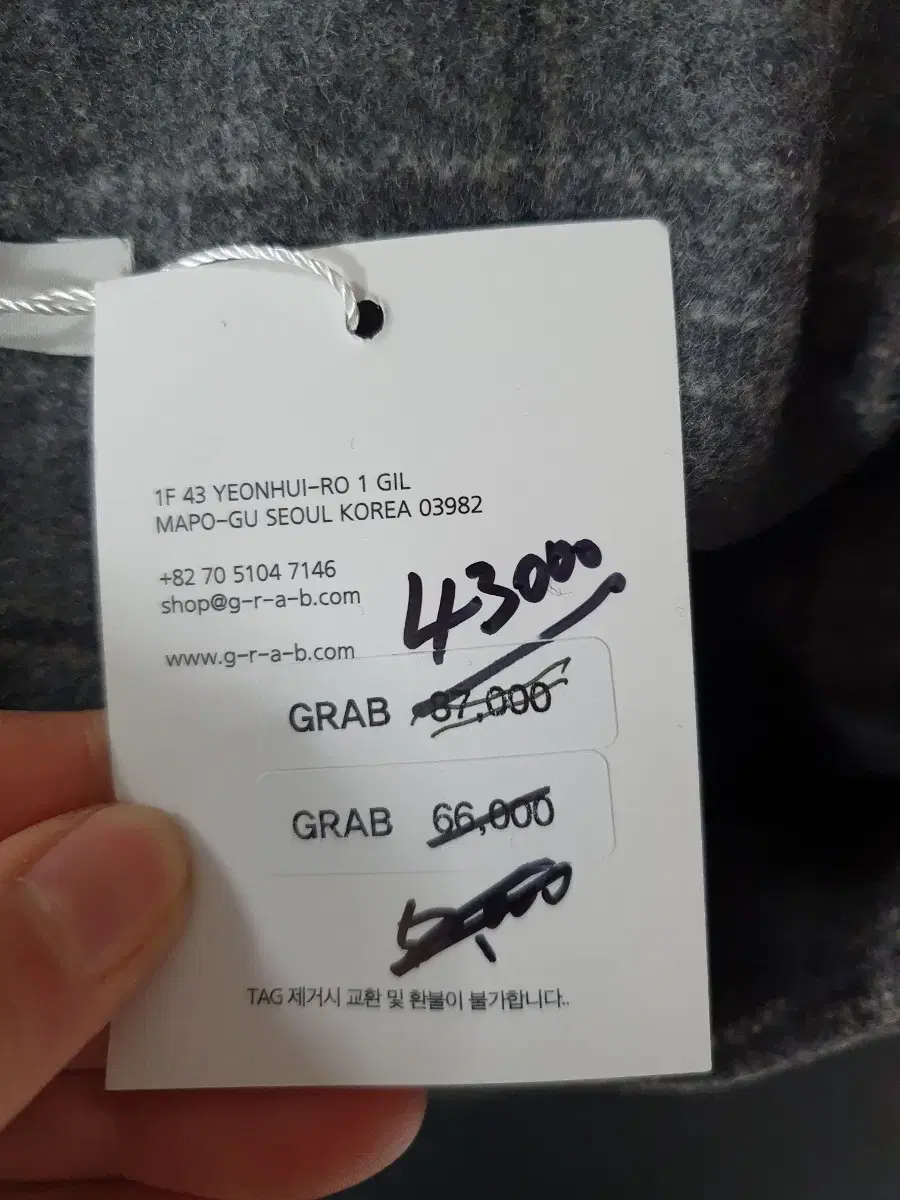 1F 43 YEONHUI-RO 1 GIL
MAPO-GU SEOUL KOREA 03982
+82 70 5104 7146
shop@g-r-a-b.com
www.g-r-a-b.com
43000
GRAB 87,000
GRAB 66,000
TAG 제거시 교환 및 환불이 불가합니다..